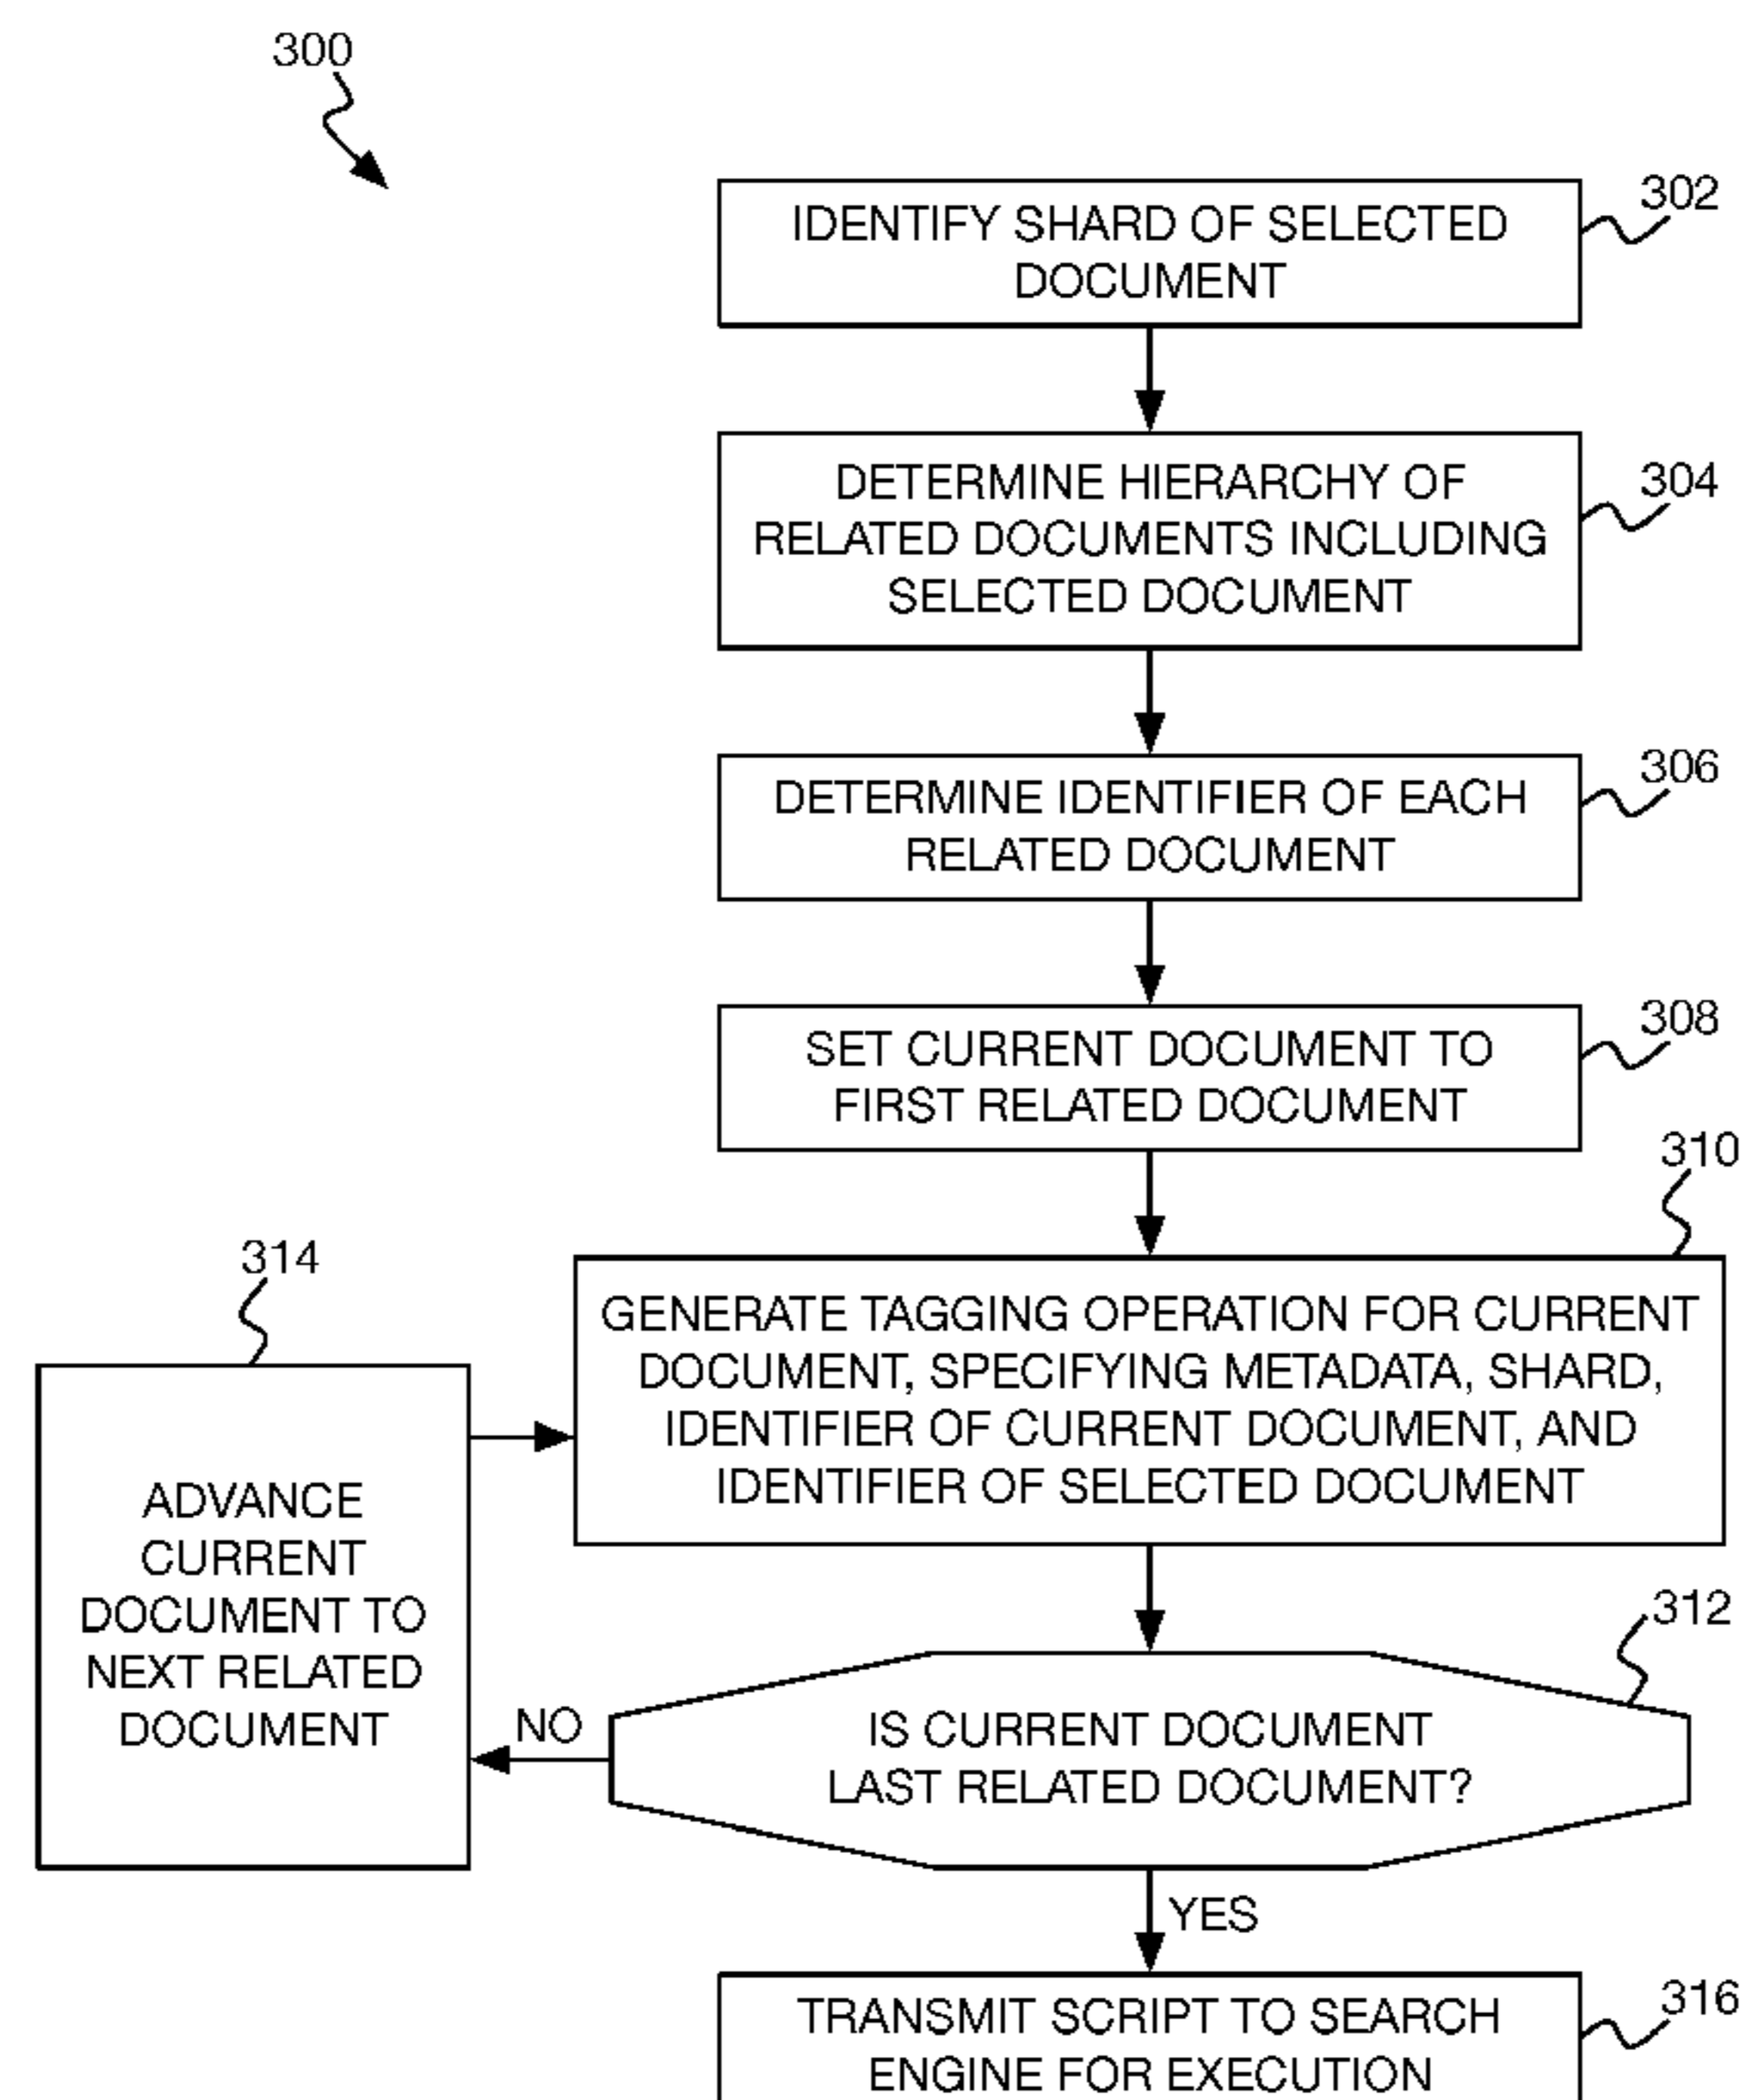 300
302
IDENTIFY SHARD OF SELECTED
DOCUMENT
304
DETERMINE HIERARCHY OF
RELATED DOCUMENTS INCLUDING
SELECTED DOCUMENT
306
DETERMINE IDENTIFIER OF EACH
RELATED DOCUMENT
308
SET CURRENT DOCUMENT TO
FIRST RELATED DOCUMENT
310
GENERATE TAGGING OPERATION FOR CURRENT
DOCUMENT, SPECIFYING METADATA, SHARD,
IDENTIFIER OF CURRENT DOCUMENT, AND
IDENTIFIER OF SELECTED DOCUMENT
314
ADVANCE
CURRENT
DOCUMENT TO
NEXT RELATED
DOCUMENT
312
IS CURRENT DOCUMENT
LAST RELATED DOCUMENT?
NO
YES
316
TRANSMIT SCRIPT TO SEARCH
ENGINE FOR EXECUTION